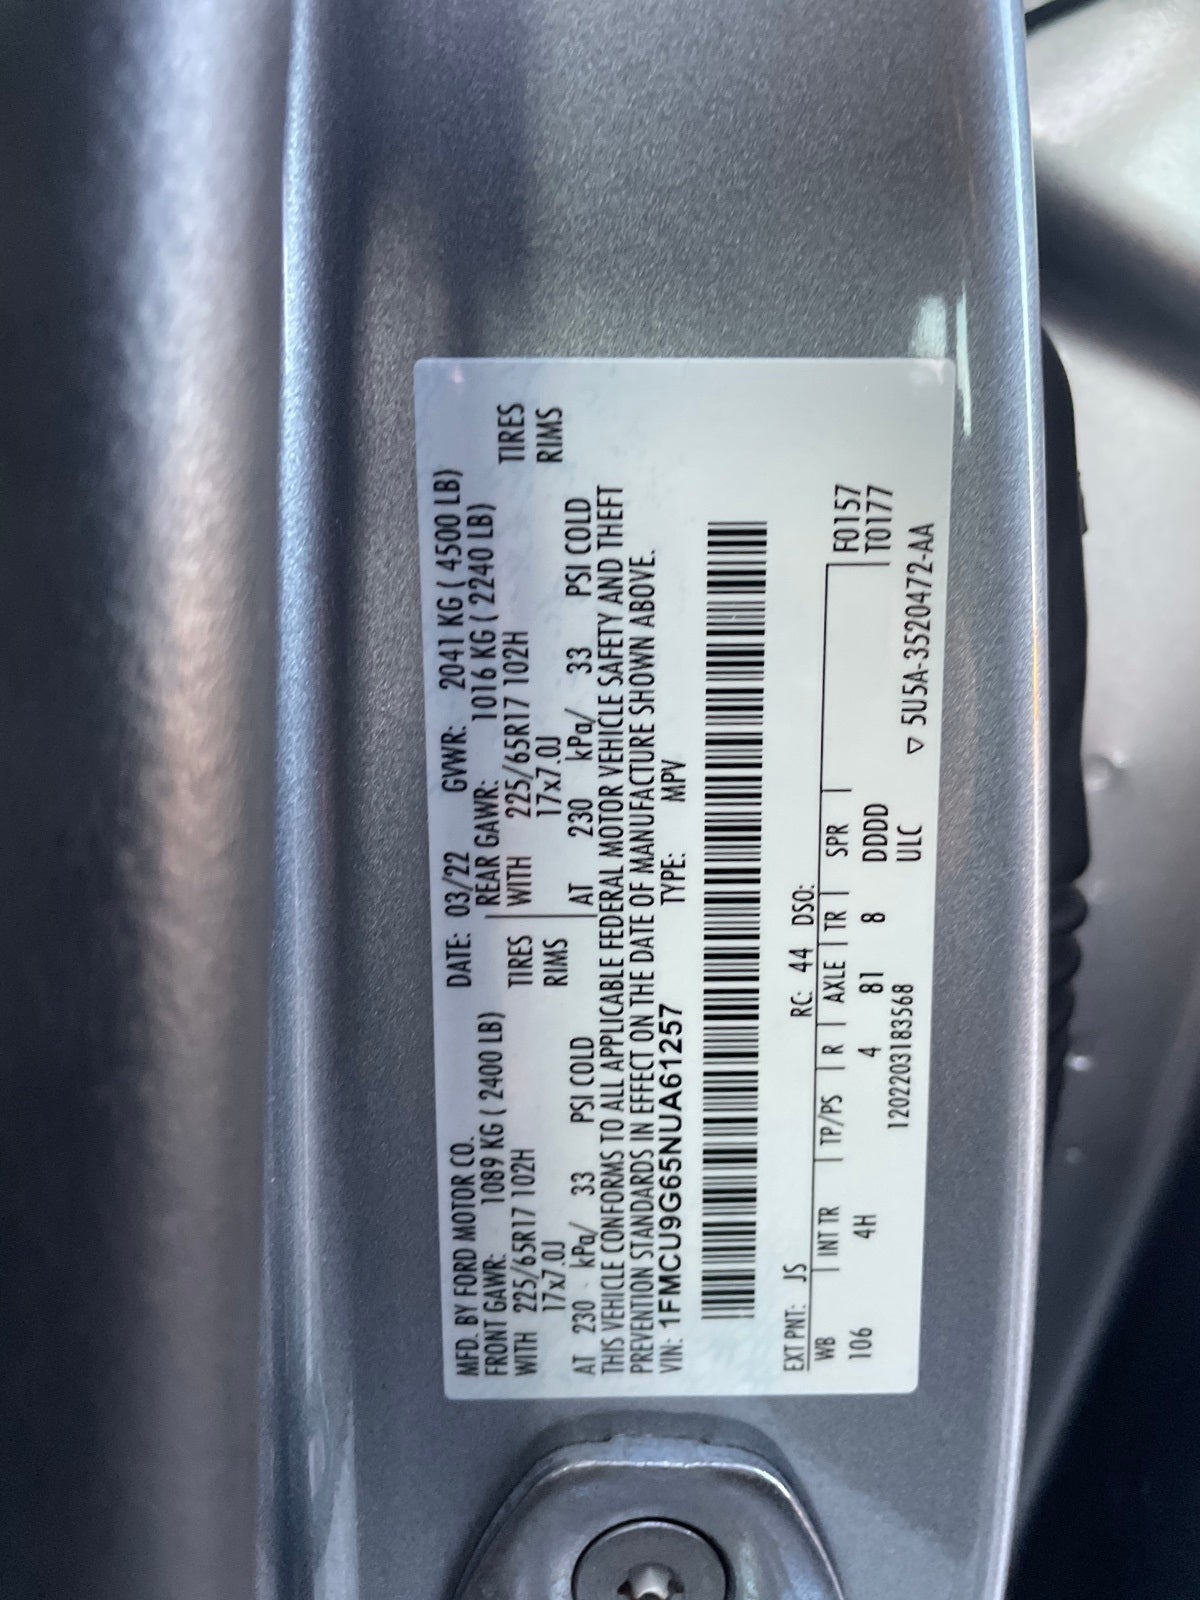 MFD. BY FORD MOTOR CO. DATE: 03/22 GVWR: 2041 KG ( 4500 LB)
FRONT GAWR: 1089 KG ( 2400 LB) REAR GAWR: 1016 KG ( 2240 LB)
WITH 225/65R17 102H TIRES WITH 225/65R17 102H TIRES
17x7.0J RIMS 17x7.0J RIMS
AT 230 kPa/ 33 PSI COLD AT 230 kPa/ 33 PSI COLD
THIS VEHICLE CONFORMS TO ALL APPLICABLE FEDERAL MOTOR VEHICLE SAFETY AND THEFT
PREVENTION STANDARDS IN EFFECT ON THE DATE OF MANUFACTURE SHOWN ABOVE.
VIN: 1FMCU9G65NUA61257 TYPE: MPV
EXT PNT: JS RC: 44 DSO:
WB INT TR TP/PS R AXLE TR SPR F0157
106 4H 4 81 8 DDDD T0177
120220318356​8 ULC
▽ 5U5A-3520472-AA